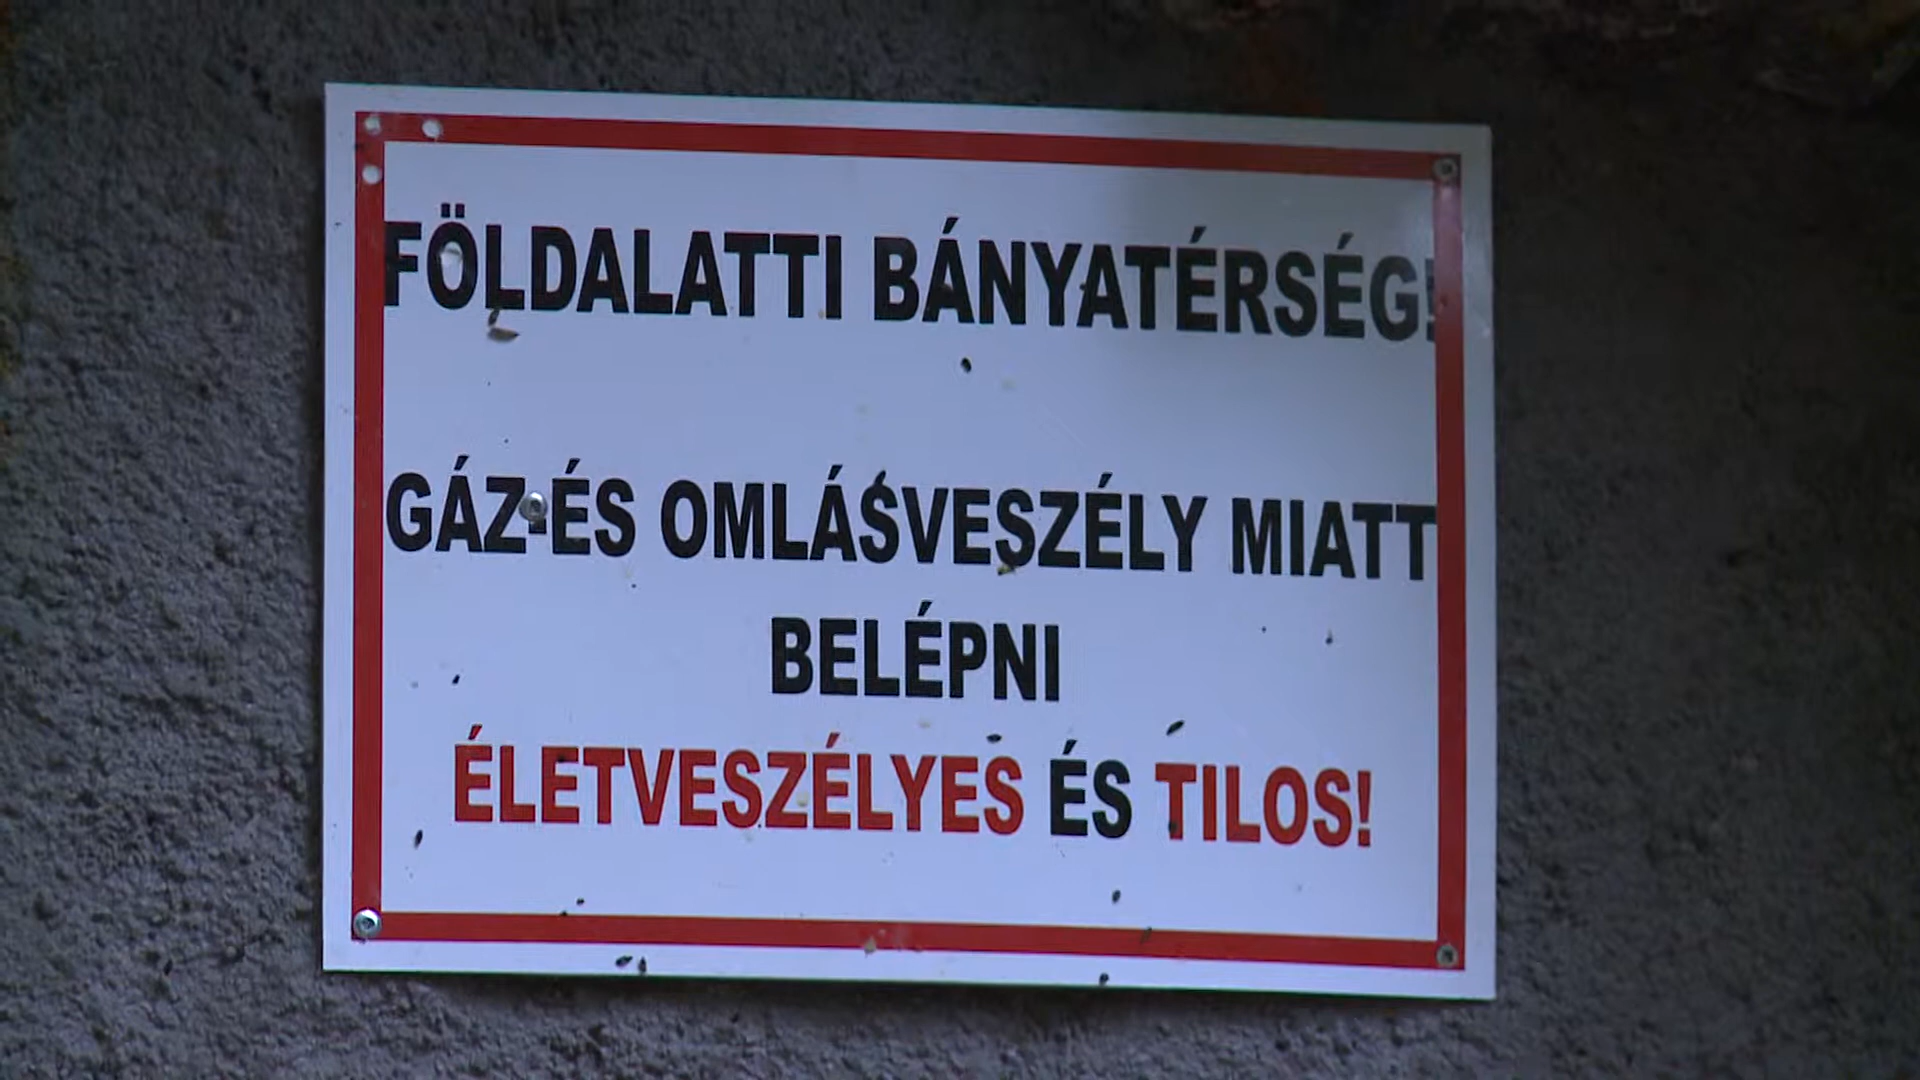 FÖLDALATTI BÁNYATÉRSÉG!
GÁZ-ÉS OMLÁSVESZÉLY MIATT
BELÉPNI
ÉLETVESZÉLYES ÉS TILOS!